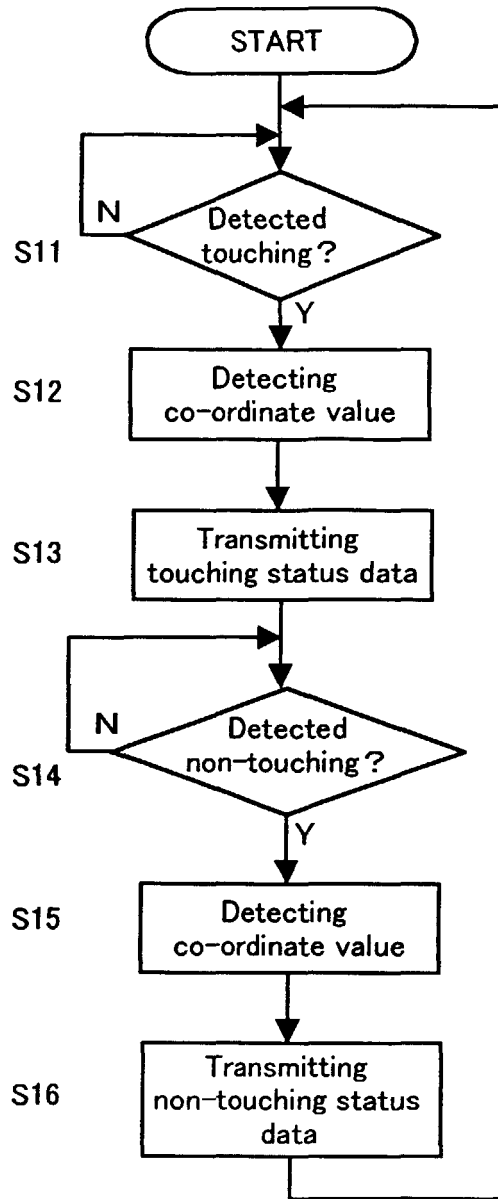 START
N
Detected
touching?
S11
Y
S12
Detecting
co-ordinate value
S13
Transmitting
touching status data
N
Detected
non-touching?
S14
Y
S15
Detecting
co-ordinate value
S16
Transmitting
non-touching status
data